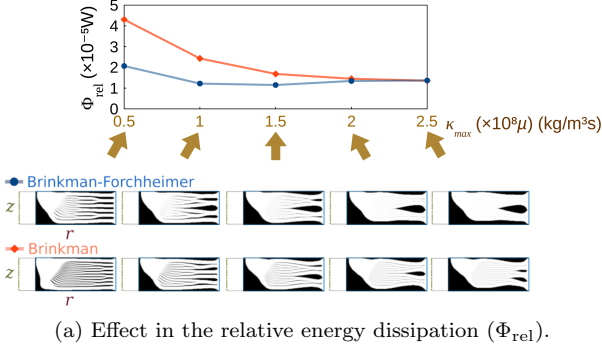 5
4
3
2
1
0
Φrel (×10⁻⁵W)
0.5 1 1.5 2 2.5 κmax (×10⁸μ) (kg/m³s)
Brinkman-Forchheimer
z
r
Brinkman
z
r
(a) Effect in the relative energy dissipation (Φrel).